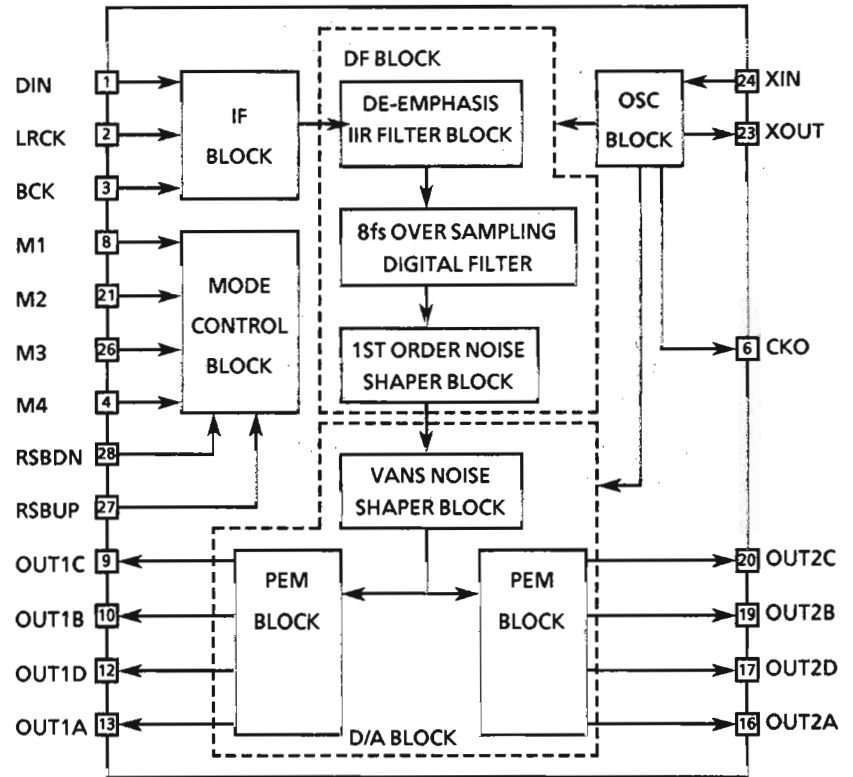 DIN
1
LRCK
2
BCK
3
M1
8
M2
21
M3
26
M4
4
RSBDN
28
RSBUP
27
OUT1C
9
OUT1B
10
OUT1D
12
OUT1A
13
IF
BLOCK
MODE
CONTROL
BLOCK
DF BLOCK
DE-EMPHASIS
IIR FILTER BLOCK
8fs OVER SAMPLING
DIGITAL FILTER
1ST ORDER NOISE
SHAPER BLOCK
VANS NOISE
SHAPER BLOCK
PEM
BLOCK
PEM
BLOCK
D/A BLOCK
OSC
BLOCK
24
XIN
23
XOUT
6
CKO
20
OUT2C
19
OUT2B
17
OUT2D
16
OUT2A